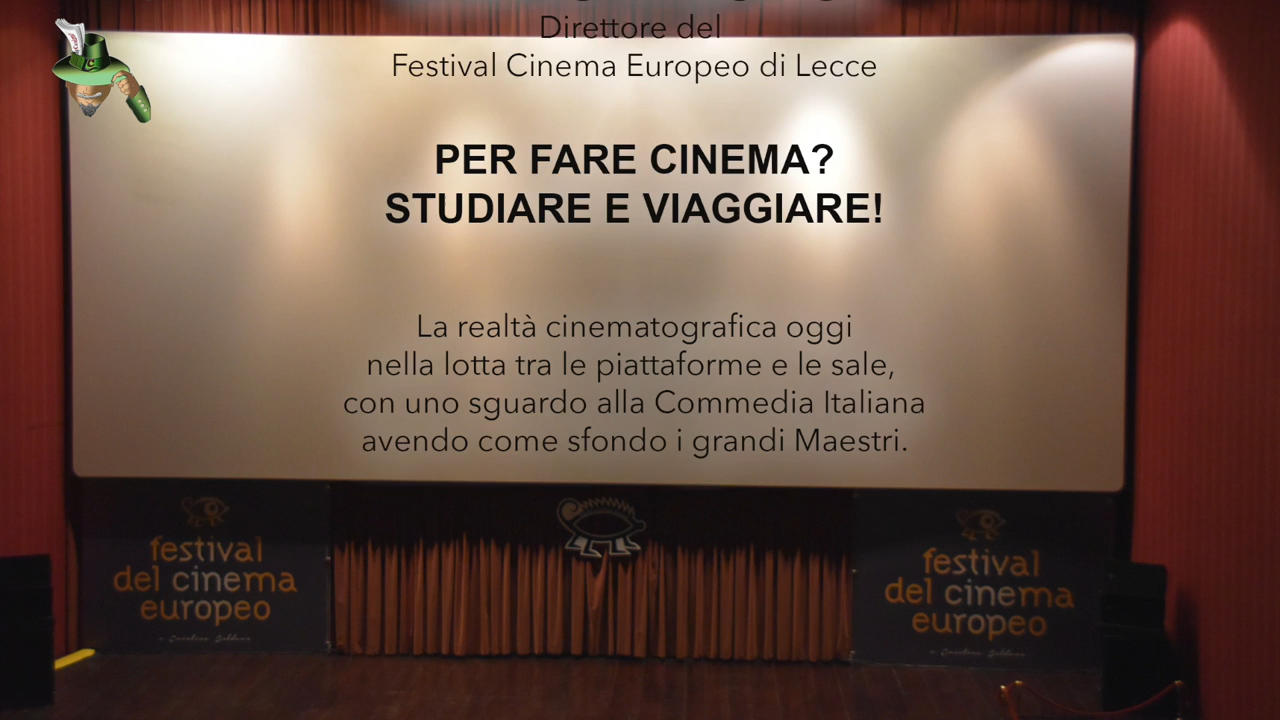 Direttore del
Festival Cinema Europeo di Lecce
PER FARE CINEMA?
STUDIARE E VIAGGIARE!
La realtà cinematografica oggi
nella lotta tra le piattaforme e le sale,
con uno sguardo alla Commedia Italiana
avendo come sfondo i grandi Maestri.
festival
del cinema
europeo
festival
del cinema
europeo